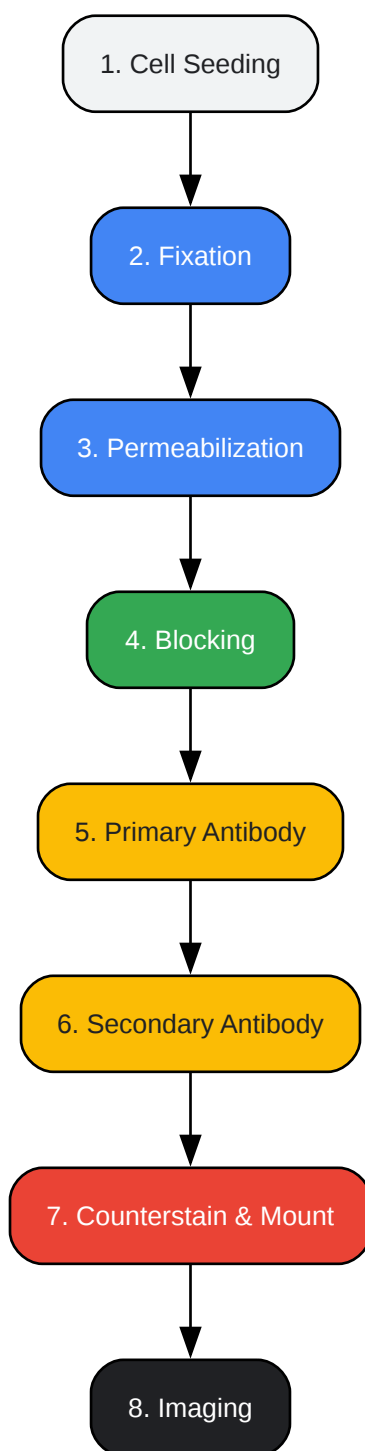 1. Cell Seeding
2. Fixation
3. Permeabilization
4. Blocking
5. Primary Antibody
6. Secondary Antibody
7. Counterstain & Mount
8. Imaging